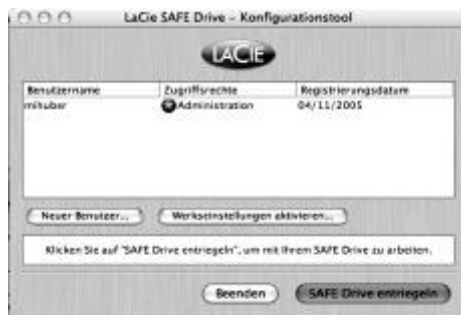 LaCie SAFE Drive – Konfigurationstool
LACIE
Benutzername Zugriffsrechte Registrierungsdatum
mihuber Administration 04/11/2005
Neuer Benutzer... Werkseinstellungen aktivieren...
Klicken Sie auf "SAFE Drive entriegeln", um mit Ihrem SAFE Drive zu arbeiten.
Beenden SAFE Drive entriegeln